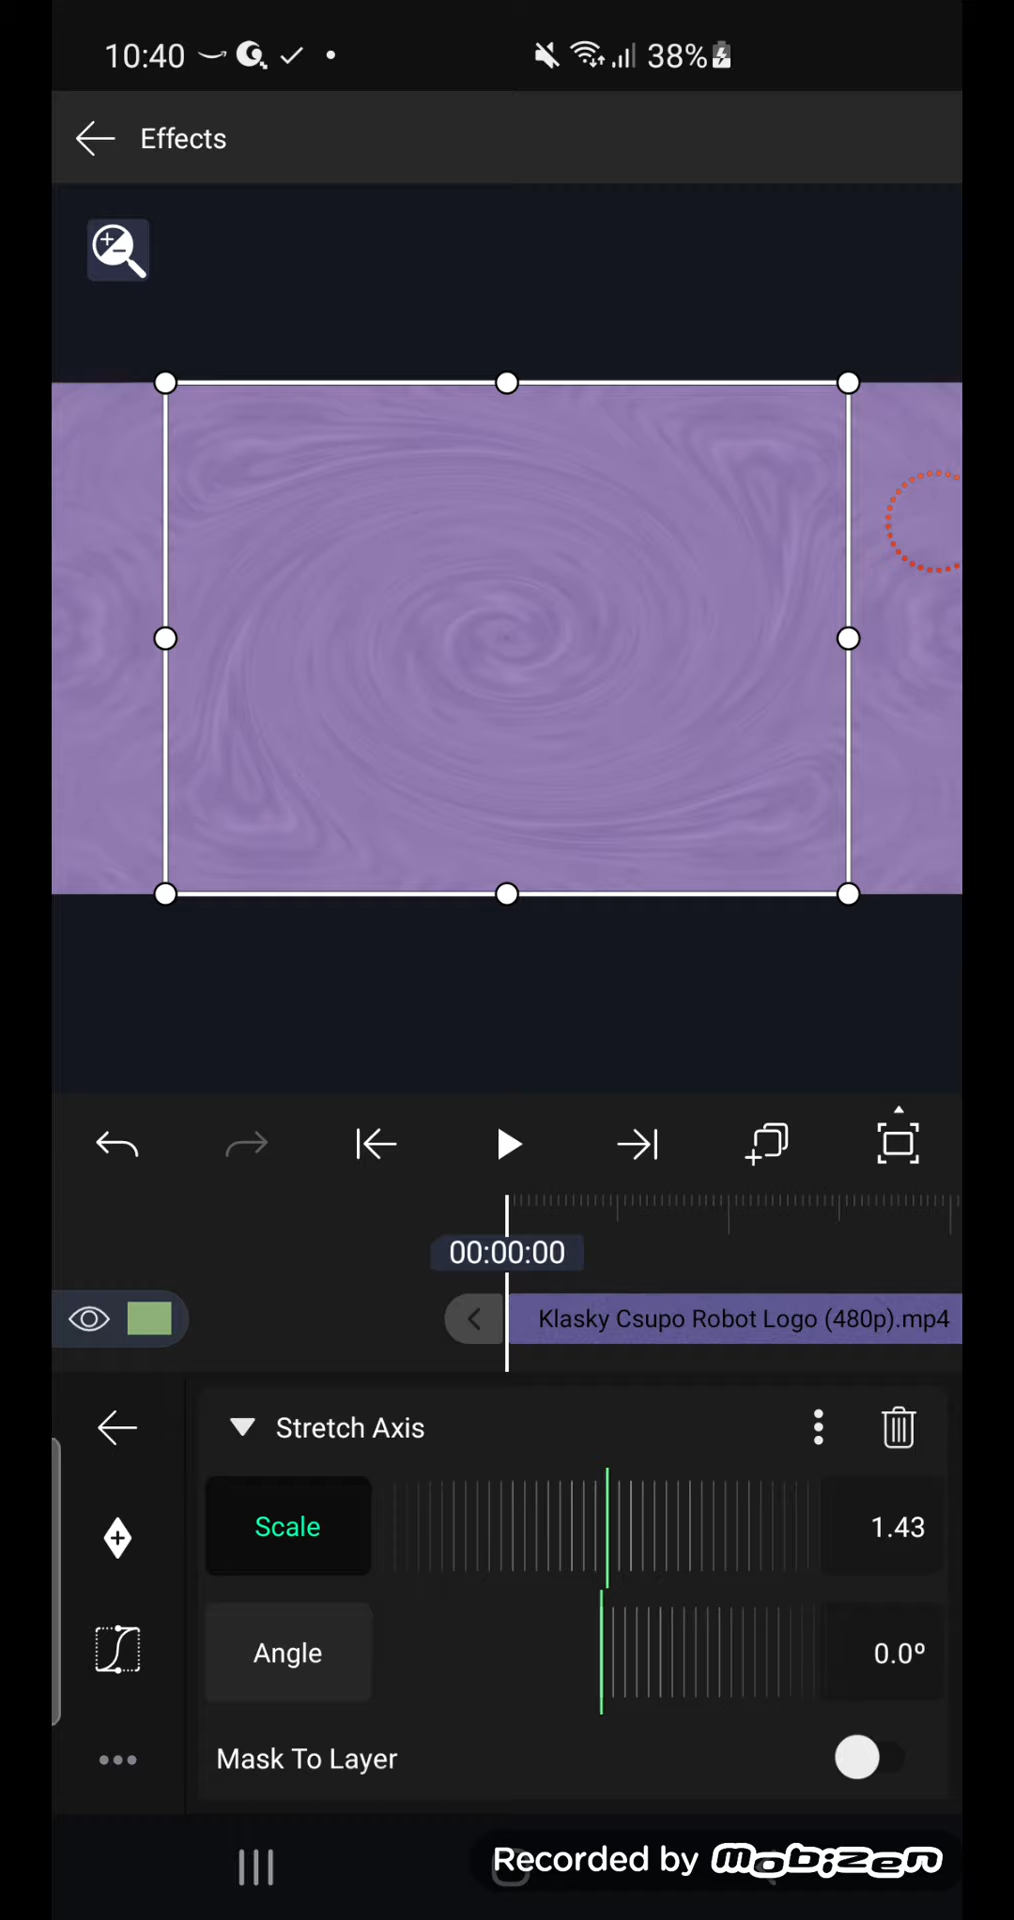 10:40
38%
Effects
00:00:00
Klasky Csupo Robot Logo (480p).mp4
Stretch Axis
Scale
1.43
Angle
0.0º
Mask To Layer
Recorded by mobizen